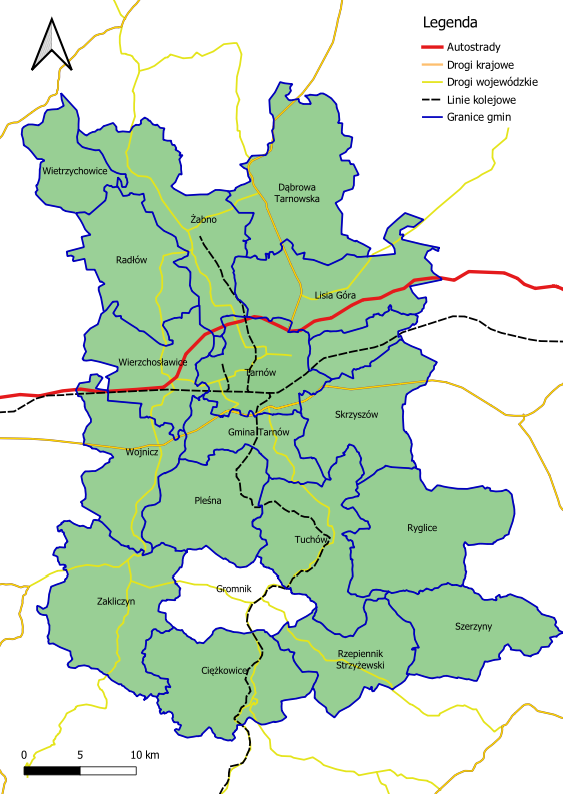 Legenda
Autostrady
Drogi krajowe
Drogi wojewódzkie
Linie kolejowe
Granice gmin
Wietrzychowice
Dąbrowa
Tarnowska
Żabno
Radłów
Lisia Góra
Wierzchosławice
Tarnów
Skrzyszów
Gmina Tarnów
Wojnicz
Pleśna
Ryglice
Tuchów
Gromnik
Zakliczyn
Szerzyny
Rzepiennik
Strzyżewski
Ciężkowice
0 5 10 km